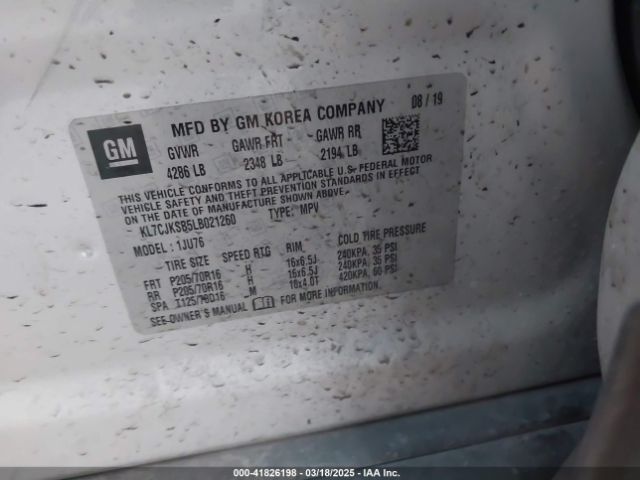 GM
MFD BY GM KOREA COMPANY 08 / 19
GVWR GAWR FRT GAWR RR
4286 LB 2348 LB 2194 LB
THIS VEHICLE CONFORMS TO ALL APPLICABLE U.S. FEDERAL MOTOR
VEHICLE SAFETY AND THEFT PREVENTION STANDARDS IN EFFECT
ON THE DATE OF MANUFACTURE SHOWN ABOVE.
KL7CJKSB5LB021260 TYPE: MPV
MODEL: 1JU76
TIRE SIZE SPEED RTG RIM COLD TIRE PRESSURE
FRT P205/70R16 H 16x6.5J 240KPA, 35 PSI
RR P205/70R16 H 16x6.5J 240KPA, 35 PSI
SPA M 420KPA, 60 PSI
SEE OWNER'S MANUAL FOR MORE INFORMATION.
000-41826198 - 03/18/2025 - IAA Inc.